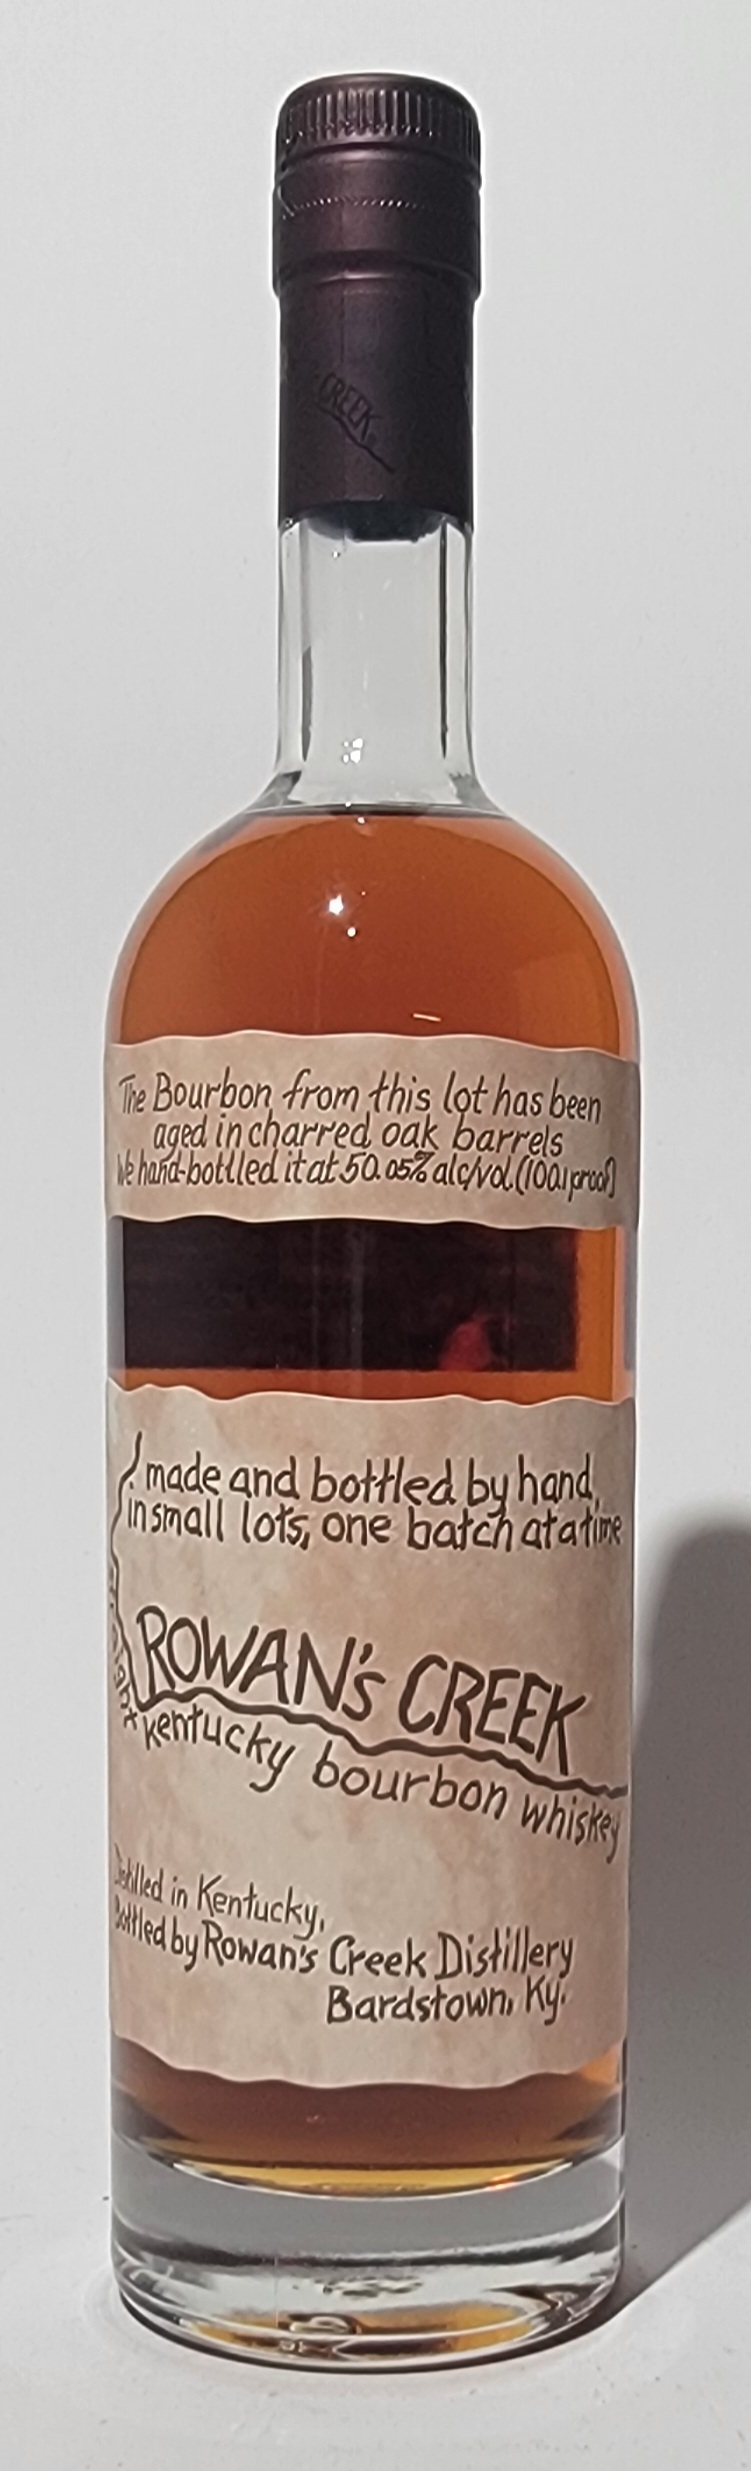 CREEK
The Bourbon from this lot has been
aged in charred oak barrels
We hand-bottled it at 50.05% alc/vol.(100.1 proof)
made and bottled by hand,
in small lots, one batch at a time
ROWAN's CREEK
straight kentucky bourbon whiskey
Distilled in Kentucky,
Bottled by Rowan's Creek Distillery
Bardstown, Ky.